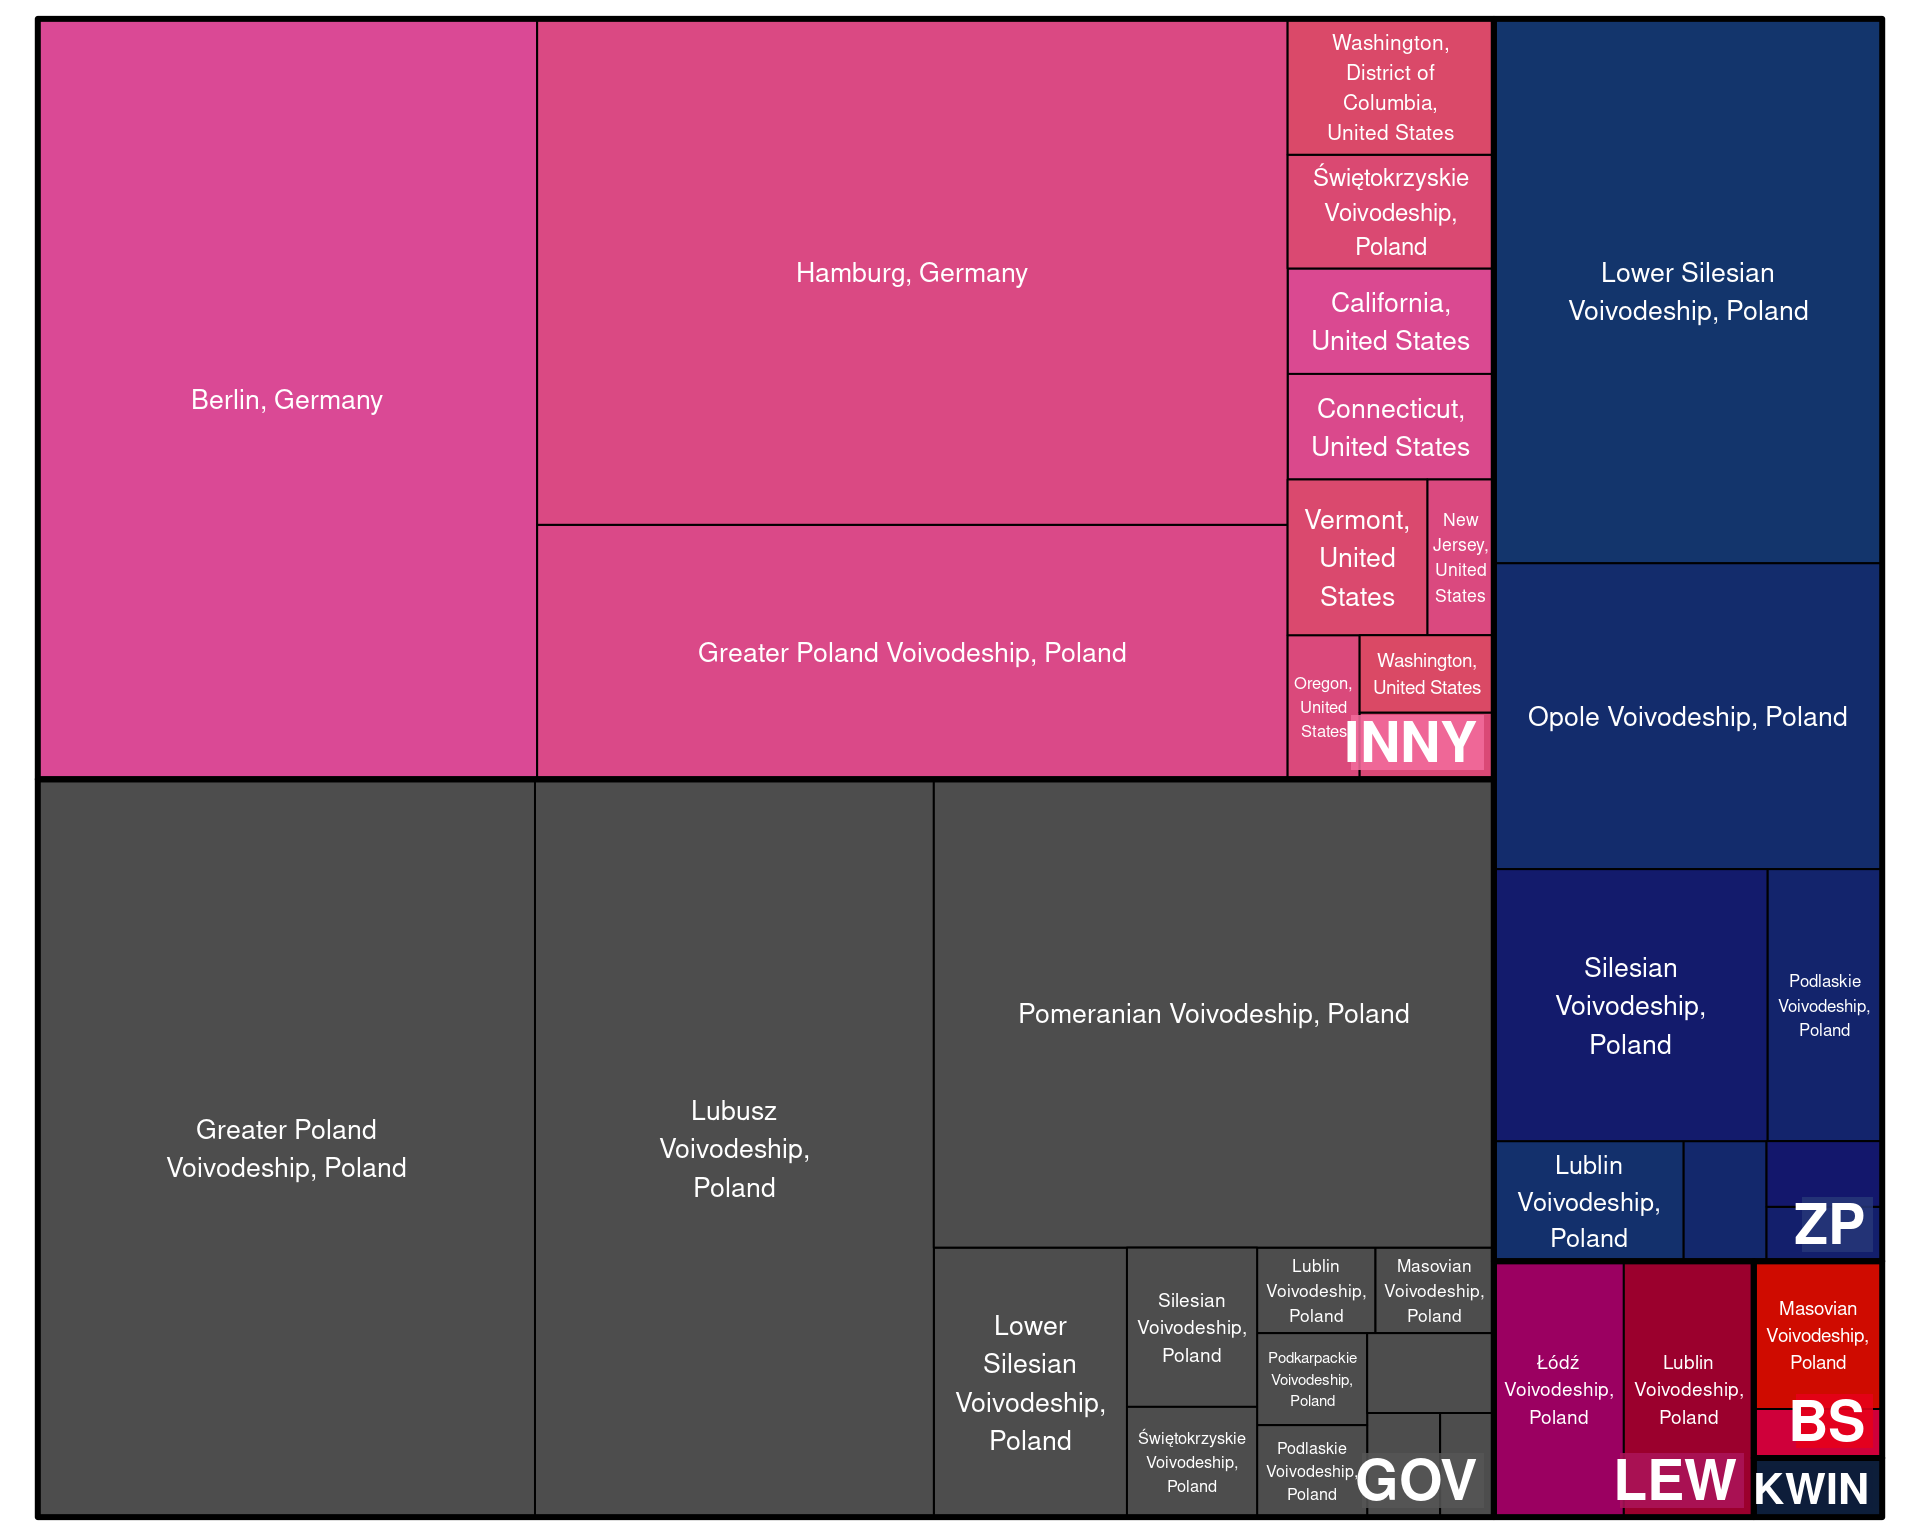 Berlin, Germany
Hamburg, Germany
Greater Poland Voivodeship, Poland
Washington,
District of
Columbia,
United States
Świętokrzyskie
Voivodeship,
Poland
California,
United States
Connecticut,
United States
Vermont,
United
States
New
Jersey,
United
States
Oregon,
United
States
Washington,
United States
INNY
Greater Poland
Voivodeship, Poland
Lubusz
Voivodeship,
Poland
Pomeranian Voivodeship, Poland
Lower
Silesian
Voivodeship,
Poland
Silesian
Voivodeship,
Poland
Świętokrzyskie
Voivodeship,
Poland
Lublin
Voivodeship,
Poland
Masovian
Voivodeship,
Poland
Podkarpackie
Voivodeship,
Poland
Podlaskie
Voivodeship,
Poland
GOV
Lower Silesian
Voivodeship, Poland
Opole Voivodeship, Poland
Silesian
Voivodeship,
Poland
Podlaskie
Voivodeship,
Poland
Lublin
Voivodeship,
Poland
ZP
Łódź
Voivodeship,
Poland
Lublin
Voivodeship,
Poland
LEW
Masovian
Voivodeship,
Poland
BS
KWIN